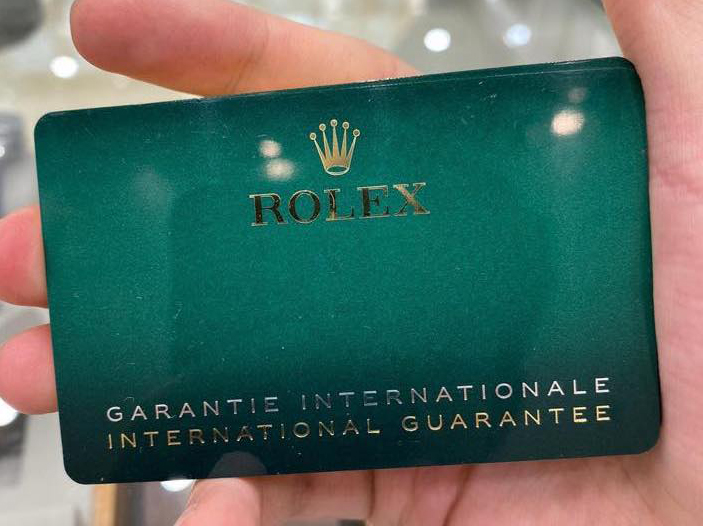 ROLEX
GARANTIE INTERNATIONALE
INTERNATIONAL GUARANTEE